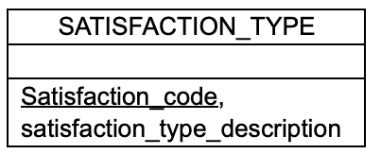 SATISFACTION_TYPE
Satisfaction_code,
satisfaction_type_description